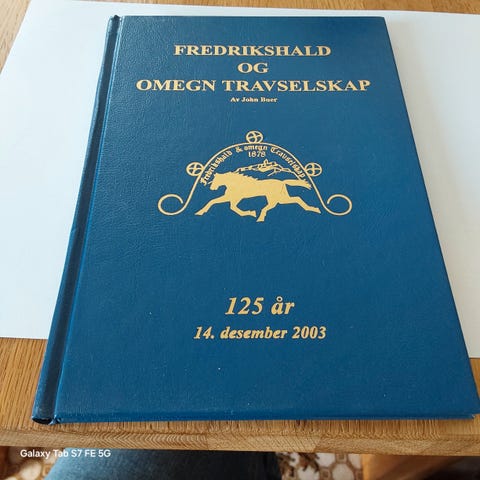 FREDRIKSHALD
OG
OMEGN TRAVSELSKAP
Av John Buer
Fredrikshald & omegn Travselskap
1878
125 år
14. desember 2003
Galaxy Tab S7 FE 5G